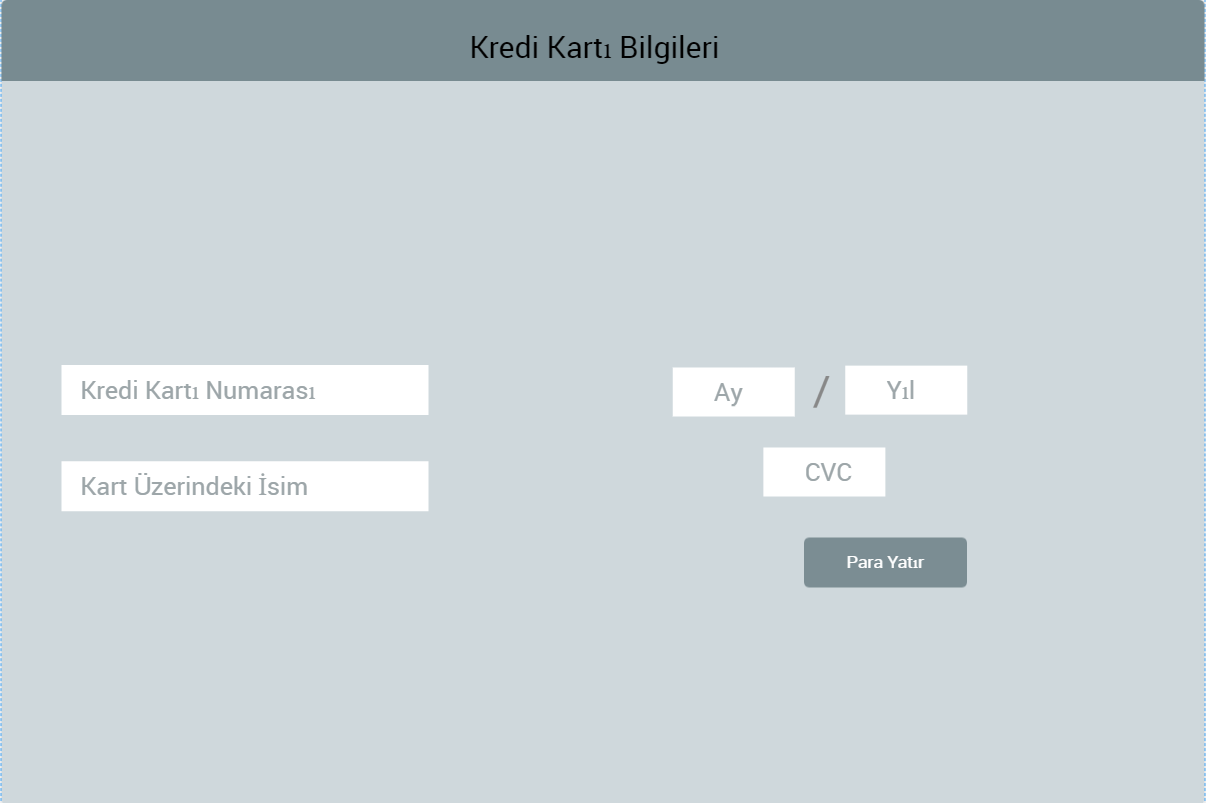 Kredi Kartı Bilgileri
Kredi Kartı Numarası
Ay / Yıl
CVC
Kart Üzerindeki İsim
Para Yatır